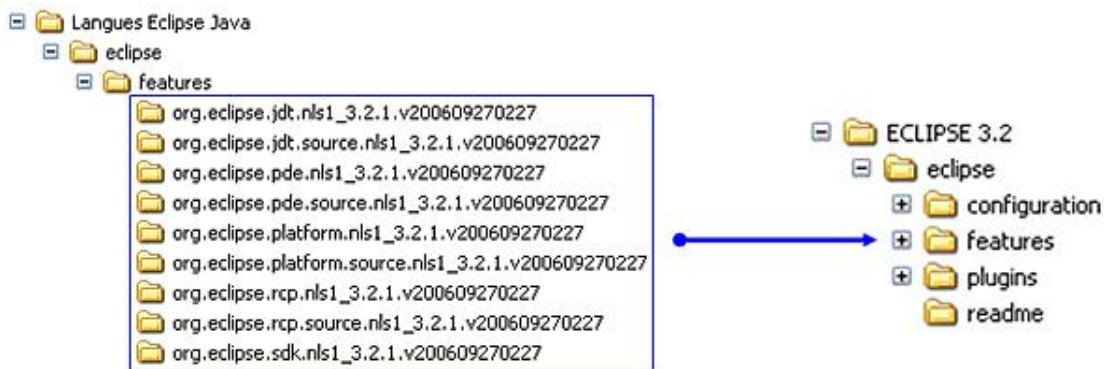 Langues Eclipse Java
eclipse
features
org.eclipse.jdt.nls1_3.2.1.v200609270227
org.eclipse.jdt.source.nls1_3.2.1.v200609270227
org.eclipse.pde.nls1_3.2.1.v200609270227
org.eclipse.pde.source.nls1_3.2.1.v200609270227
org.eclipse.platform.nls1_3.2.1.v200609270227
org.eclipse.platform.source.nls1_3.2.1.v200609270227
org.eclipse.rcp.nls1_3.2.1.v200609270227
org.eclipse.rcp.source.nls1_3.2.1.v200609270227
org.eclipse.sdk.nls1_3.2.1.v200609270227
ECLIPSE 3.2
eclipse
configuration
features
plugins
readme